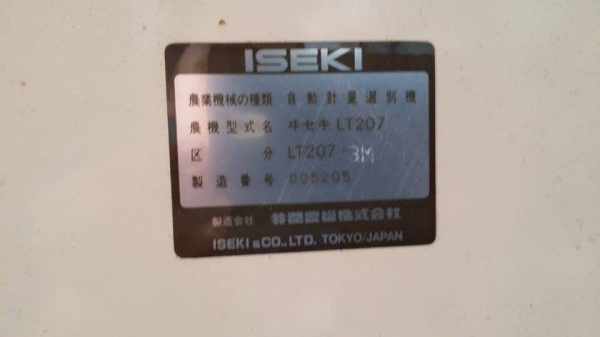 ISEKI
農業機械の種類 自動計量選別機
農機型式名 ヰセキ LT207
区分 LT207-3M
製造番号 005205
製造会社 井関農機株式会社
ISEKI & CO., LTD. TOKYO/JAPAN